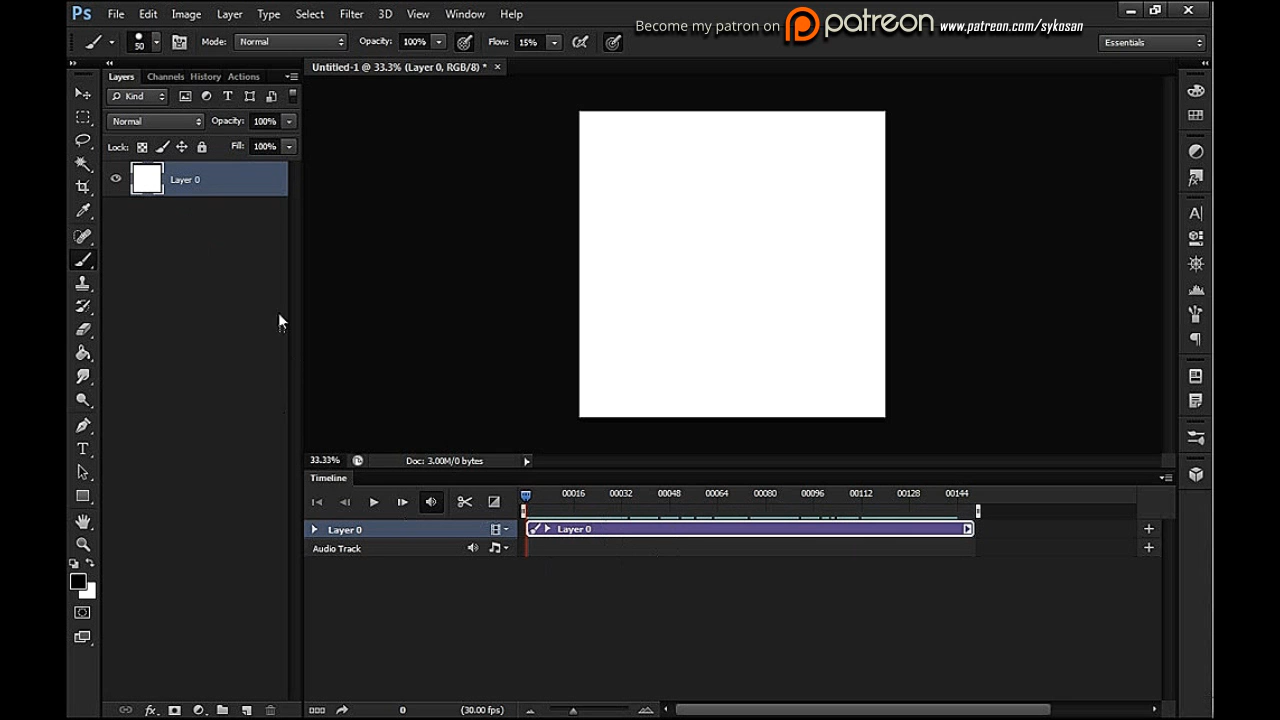 Ps File Edit Image Layer Type Select Filter 3D View Window Help
Become my patron on patreon www.patreon.com/sykosan
50 Mode: Normal Opacity: 100% Flow: 15% Essentials
Layers Channels History Actions
Untitled-1 @ 33.3% (Layer 0, RGB/8) *
Kind
Normal Opacity: 100%
Lock: Fill: 100%
Layer 0
33.33% Doc: 3.00M/0 bytes
Timeline
00016 00032 00048 00064 00080 00096 00112 00128 00144
Layer 0 Layer 0
Audio Track
0 (30.00 fps)